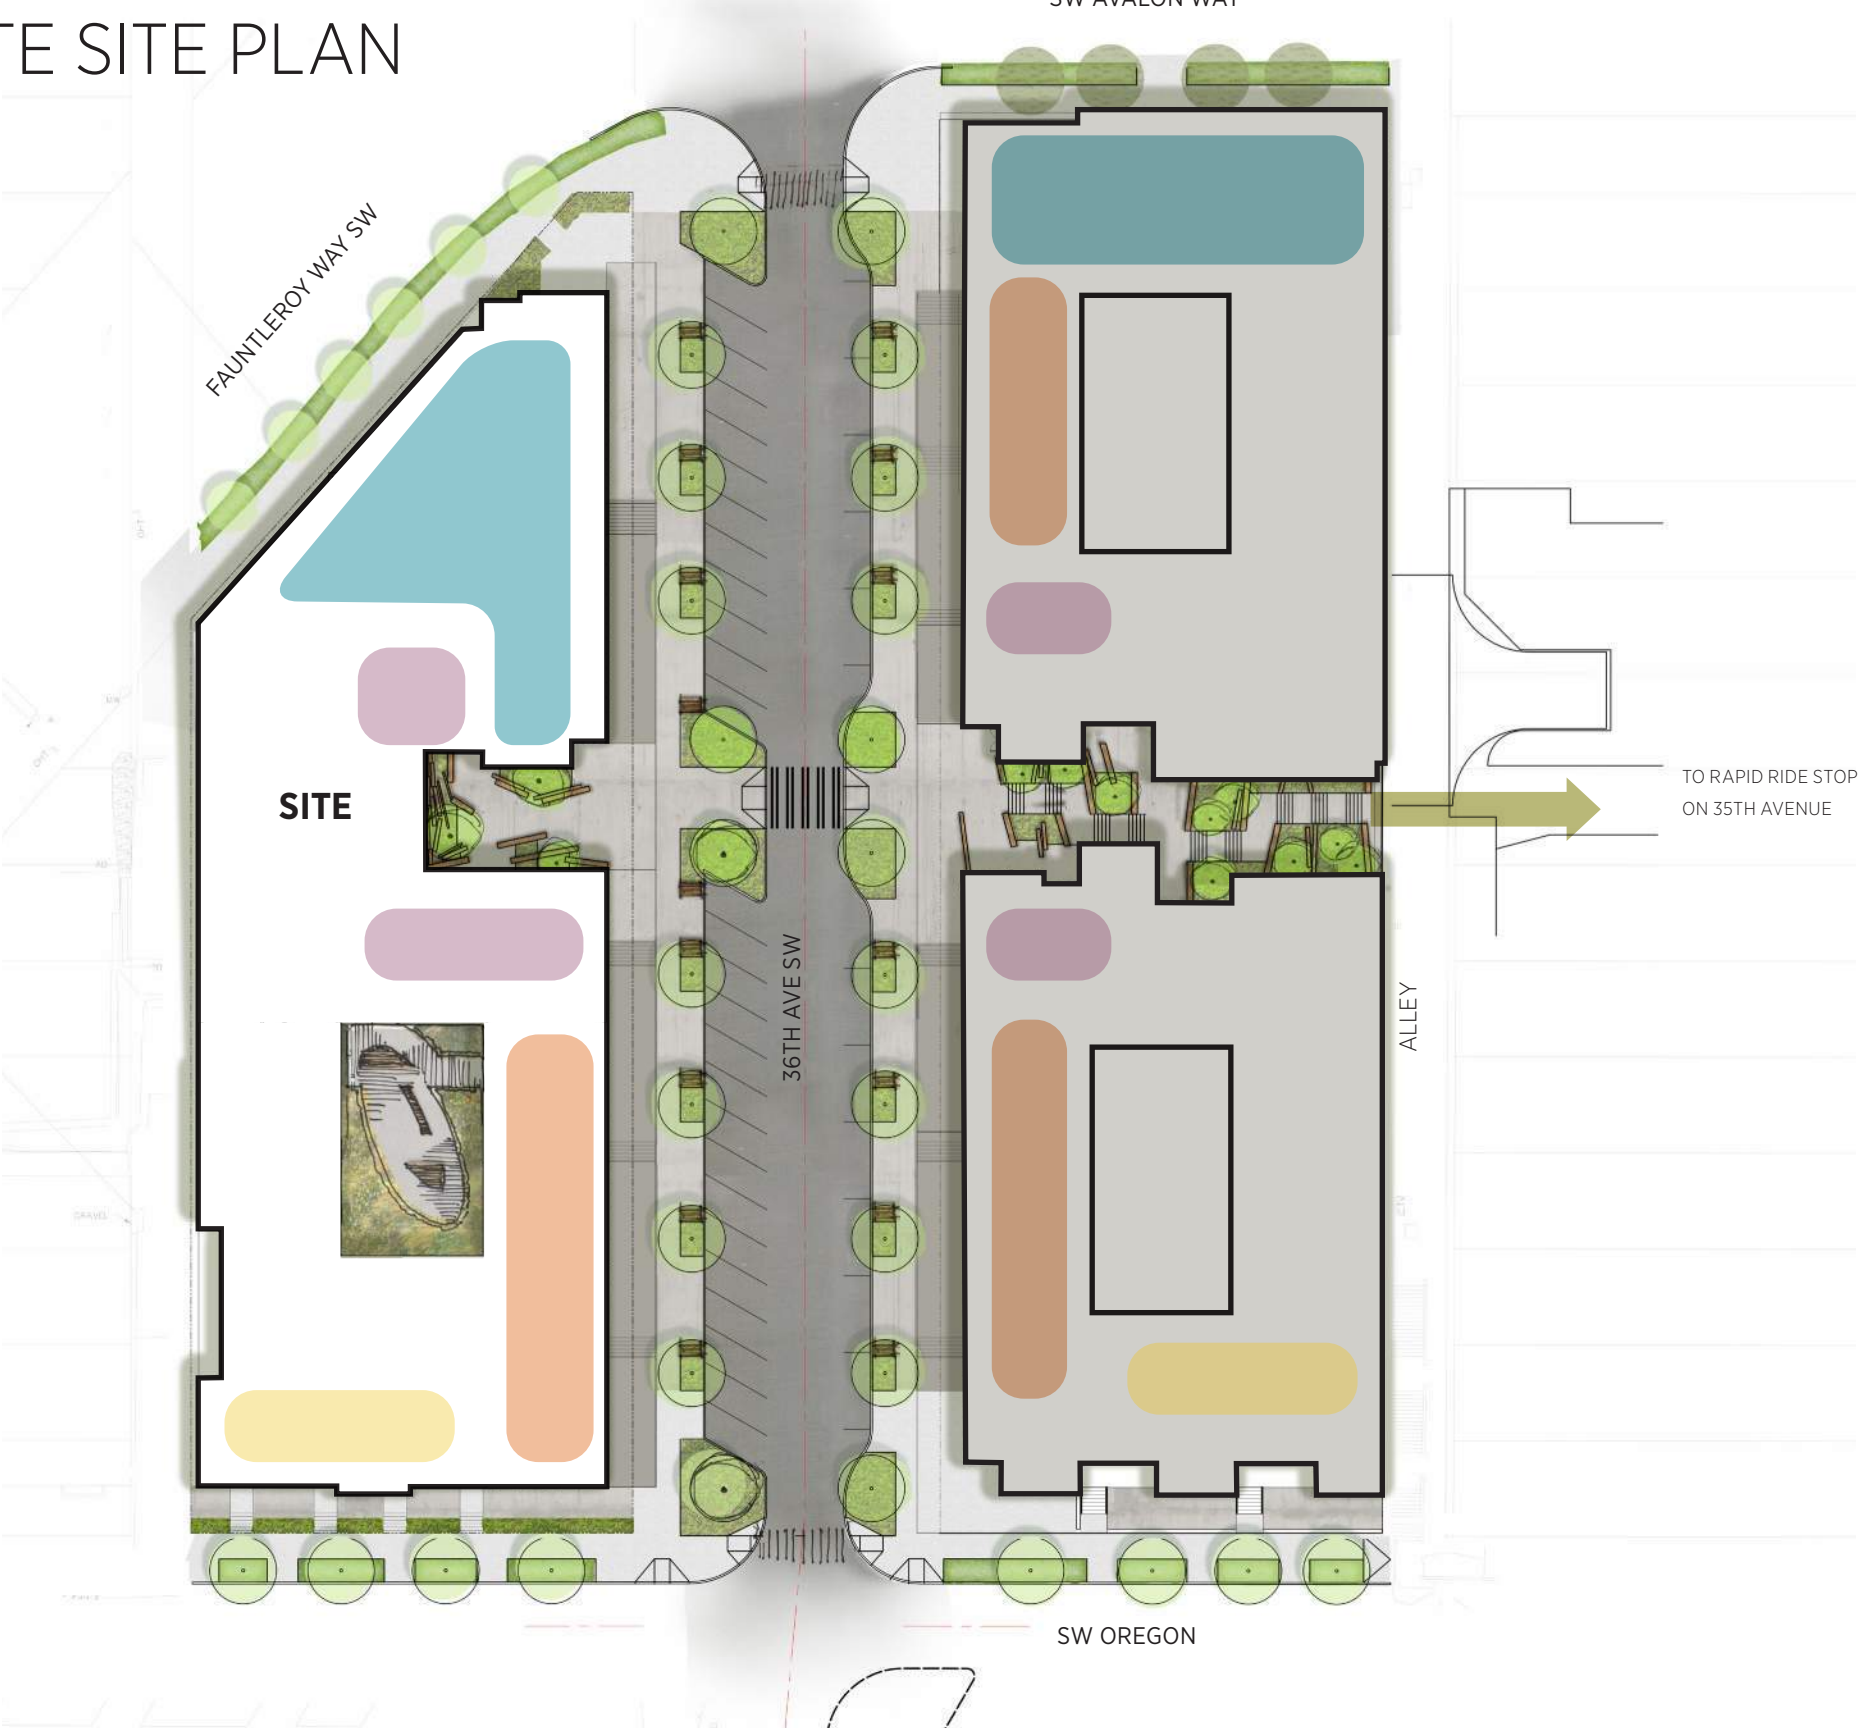 SW AVALON WAY
TE SITE PLAN
FAUNTLEROY WAY SW
TO RAPID RIDE STOP
ON 35TH AVENUE
SITE
36TH AVE SW
ALLEY
GRAVEL
SW OREGON